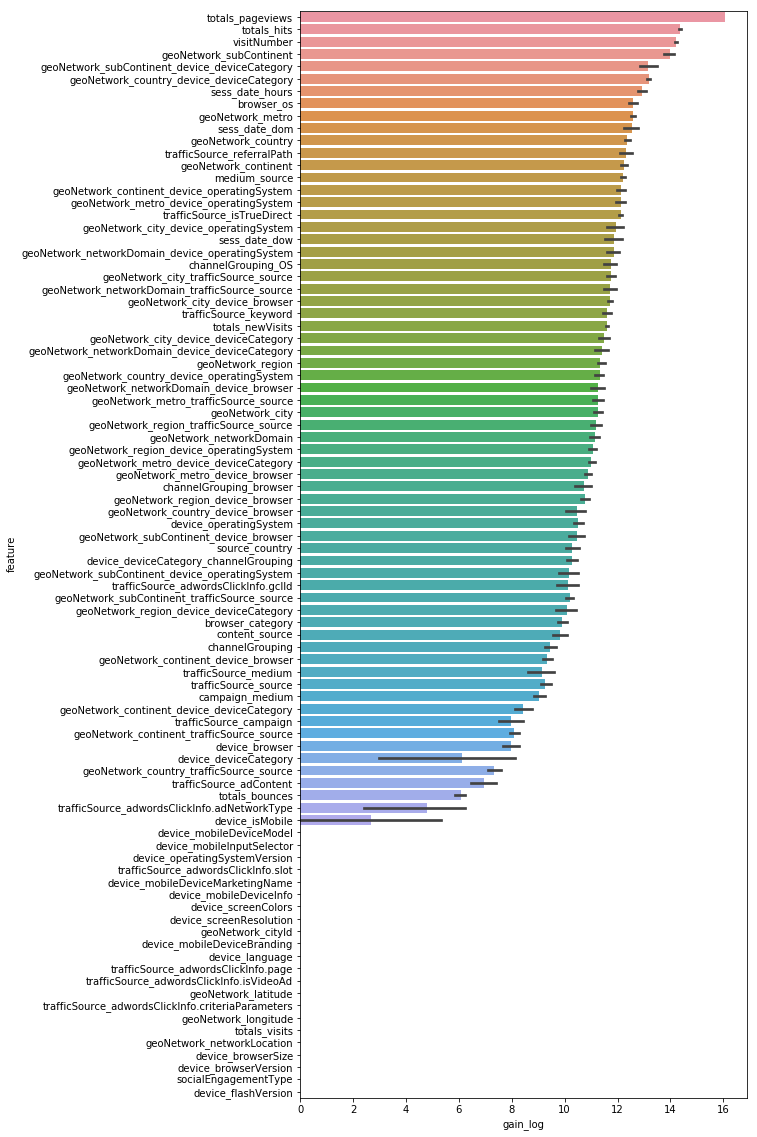 totals_pageviews
totals_hits
visitNumber
geoNetwork_subContinent
geoNetwork_subContinent_device_deviceCategory
geoNetwork_country_device_deviceCategory
sess_date_hours
browser_os
geoNetwork_metro
sess_date_dom
geoNetwork_country
trafficSource_referralPath
geoNetwork_continent
medium_source
geoNetwork_continent_device_operatingSystem
geoNetwork_metro_device_operatingSystem
trafficSource_isTrueDirect
geoNetwork_city_device_operatingSystem
sess_date_dow
geoNetwork_networkDomain_device_operatingSystem
channelGrouping_OS
geoNetwork_city_trafficSource_source
geoNetwork_networkDomain_trafficSource_source
geoNetwork_city_device_browser
trafficSource_keyword
totals_newVisits
geoNetwork_city_device_deviceCategory
geoNetwork_networkDomain_device_deviceCategory
geoNetwork_region
geoNetwork_country_device_operatingSystem
geoNetwork_networkDomain_device_browser
geoNetwork_metro_trafficSource_source
geoNetwork_city
geoNetwork_region_trafficSource_source
geoNetwork_networkDomain
geoNetwork_region_device_operatingSystem
geoNetwork_metro_device_deviceCategory
geoNetwork_metro_device_browser
channelGrouping_browser
geoNetwork_region_device_browser
geoNetwork_country_device_browser
device_operatingSystem
geoNetwork_subContinent_device_browser
source_country
device_deviceCategory_channelGrouping
feature
geoNetwork_subContinent_device_operatingSystem
trafficSource_adwordsClickInfo.gclId
geoNetwork_subContinent_trafficSource_source
geoNetwork_region_device_deviceCategory
browser_category
content_source
channelGrouping
geoNetwork_continent_device_browser
trafficSource_medium
trafficSource_source
campaign_medium
geoNetwork_continent_device_deviceCategory
trafficSource_campaign
geoNetwork_continent_trafficSource_source
device_browser
device_deviceCategory
geoNetwork_country_trafficSource_source
trafficSource_adContent
totals_bounces
trafficSource_adwordsClickInfo.adNetworkType
device_isMobile
device_mobileDeviceModel
device_mobileInputSelector
device_operatingSystemVersion
trafficSource_adwordsClickInfo.slot
device_mobileDeviceMarketingName
device_mobileDeviceInfo
device_screenColors
device_screenResolution
geoNetwork_cityId
device_mobileDeviceBranding
device_language
trafficSource_adwordsClickInfo.page
trafficSource_adwordsClickInfo.isVideoAd
geoNetwork_latitude
trafficSource_adwordsClickInfo.criteriaParameters
geoNetwork_longitude
totals_visits
geoNetwork_networkLocation
device_browserSize
device_browserVersion
socialEngagementType
device_flashVersion
0 2 4 6 8 10 12 14 16
gain_log